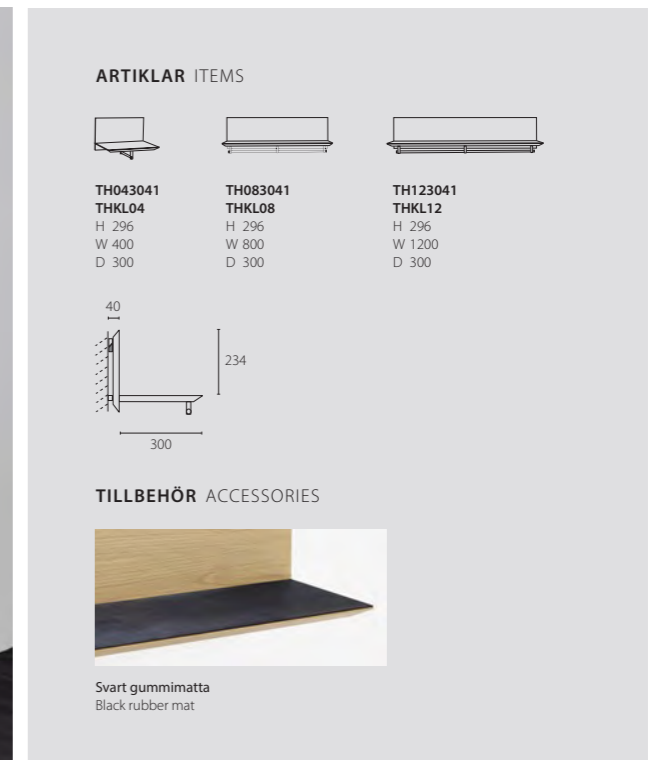 ARTIKLAR ITEMS
TH043041
THKL04
H 296
W 400
D 300
TH083041
THKL08
H 296
W 800
D 300
TH123041
THKL12
H 296
W 1200
D 300
40
234
300
TILLBEHÖR ACCESSORIES
Svart gummimatta
Black rubber mat